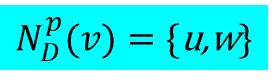 $N_D^p(v) = \{u, w\}$